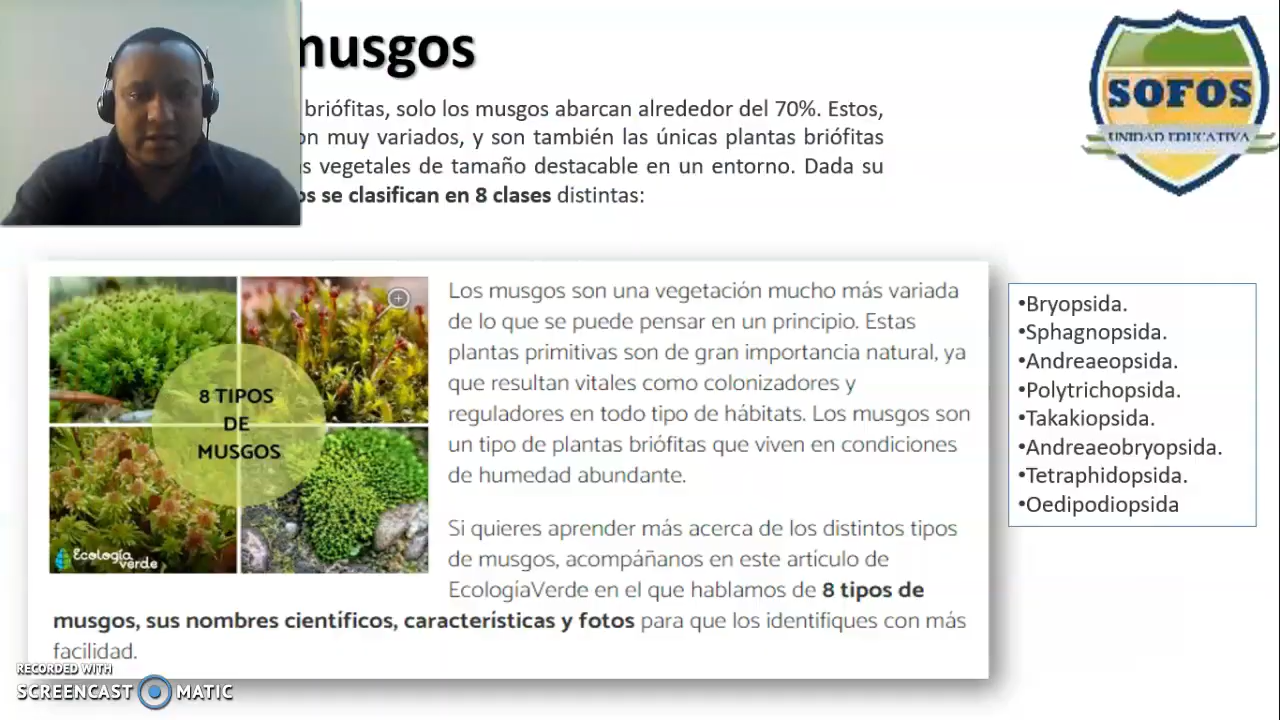 musgos
briófitas, solo los musgos abarcan alrededor del 70%. Estos,
muy variados, y son también las únicas plantas briófitas
vegetales de tamaño destacable en un entorno. Dada su
se clasifican en 8 clases distintas:
SOFOS
UNIDAD EDUCATIVA
8 TIPOS
DE
MUSGOS
Ecología
verde
Los musgos son una vegetación mucho más variada
de lo que se puede pensar en un principio. Estas
plantas primitivas son de gran importancia natural, ya
que resultan vitales como colonizadores y
reguladores en todo tipo de hábitats. Los musgos son
un tipo de plantas briófitas que viven en condiciones
de humedad abundante.
Si quieres aprender más acerca de los distintos tipos
de musgos, acompáñanos en este artículo de
EcologíaVerde en el que hablamos de 8 tipos de
musgos, sus nombres científicos, características y fotos para que los identifiques con más
facilidad.
•Bryopsida.
•Sphagnopsida.
•Andreaeopsida.
•Polytrichopsida.
•Takakiopsida.
•Andreaeobryopsida.
•Tetraphidopsida.
•Oedipodiopsida
RECORDED WITH
SCREENCAST MATIC